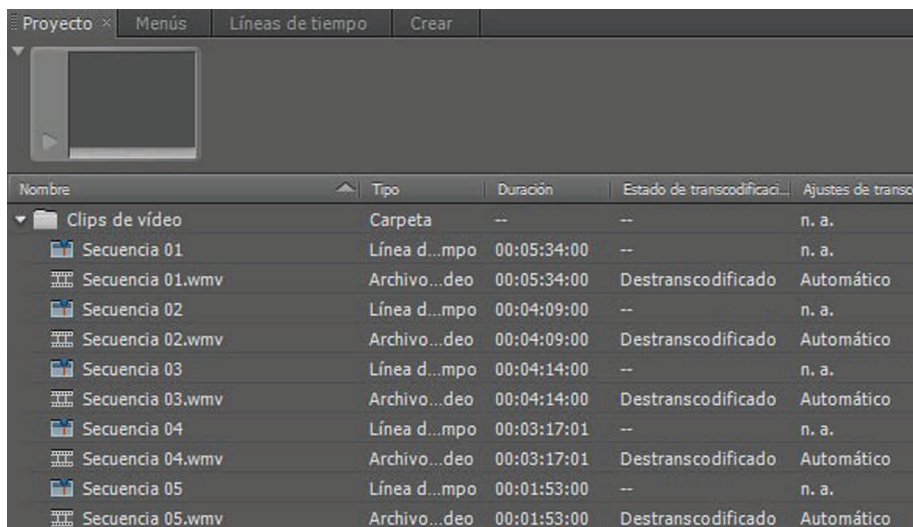 Proyecto × Menús Líneas de tiempo Crear
Nombre Tipo Duración Estado de transcodificaci... Ajustes de transc
Clips de vídeo Carpeta -- -- n. a.
Secuencia 01 Línea d...mpo 00:05:34:00 -- n. a.
Secuencia 01.wmv Archivo...deo 00:05:34:00 Destranscodificado Automático
Secuencia 02 Línea d...mpo 00:04:09:00 -- n. a.
Secuencia 02.wmv Archivo...deo 00:04:09:00 Destranscodificado Automático
Secuencia 03 Línea d...mpo 00:04:14:00 -- n. a.
Secuencia 03.wmv Archivo...deo 00:04:14:00 Destranscodificado Automático
Secuencia 04 Línea d...mpo 00:03:17:01 -- n. a.
Secuencia 04.wmv Archivo...deo 00:03:17:01 Destranscodificado Automático
Secuencia 05 Línea d...mpo 00:01:53:00 -- n. a.
Secuencia 05.wmv Archivo...deo 00:01:53:00 Destranscodificado Automático